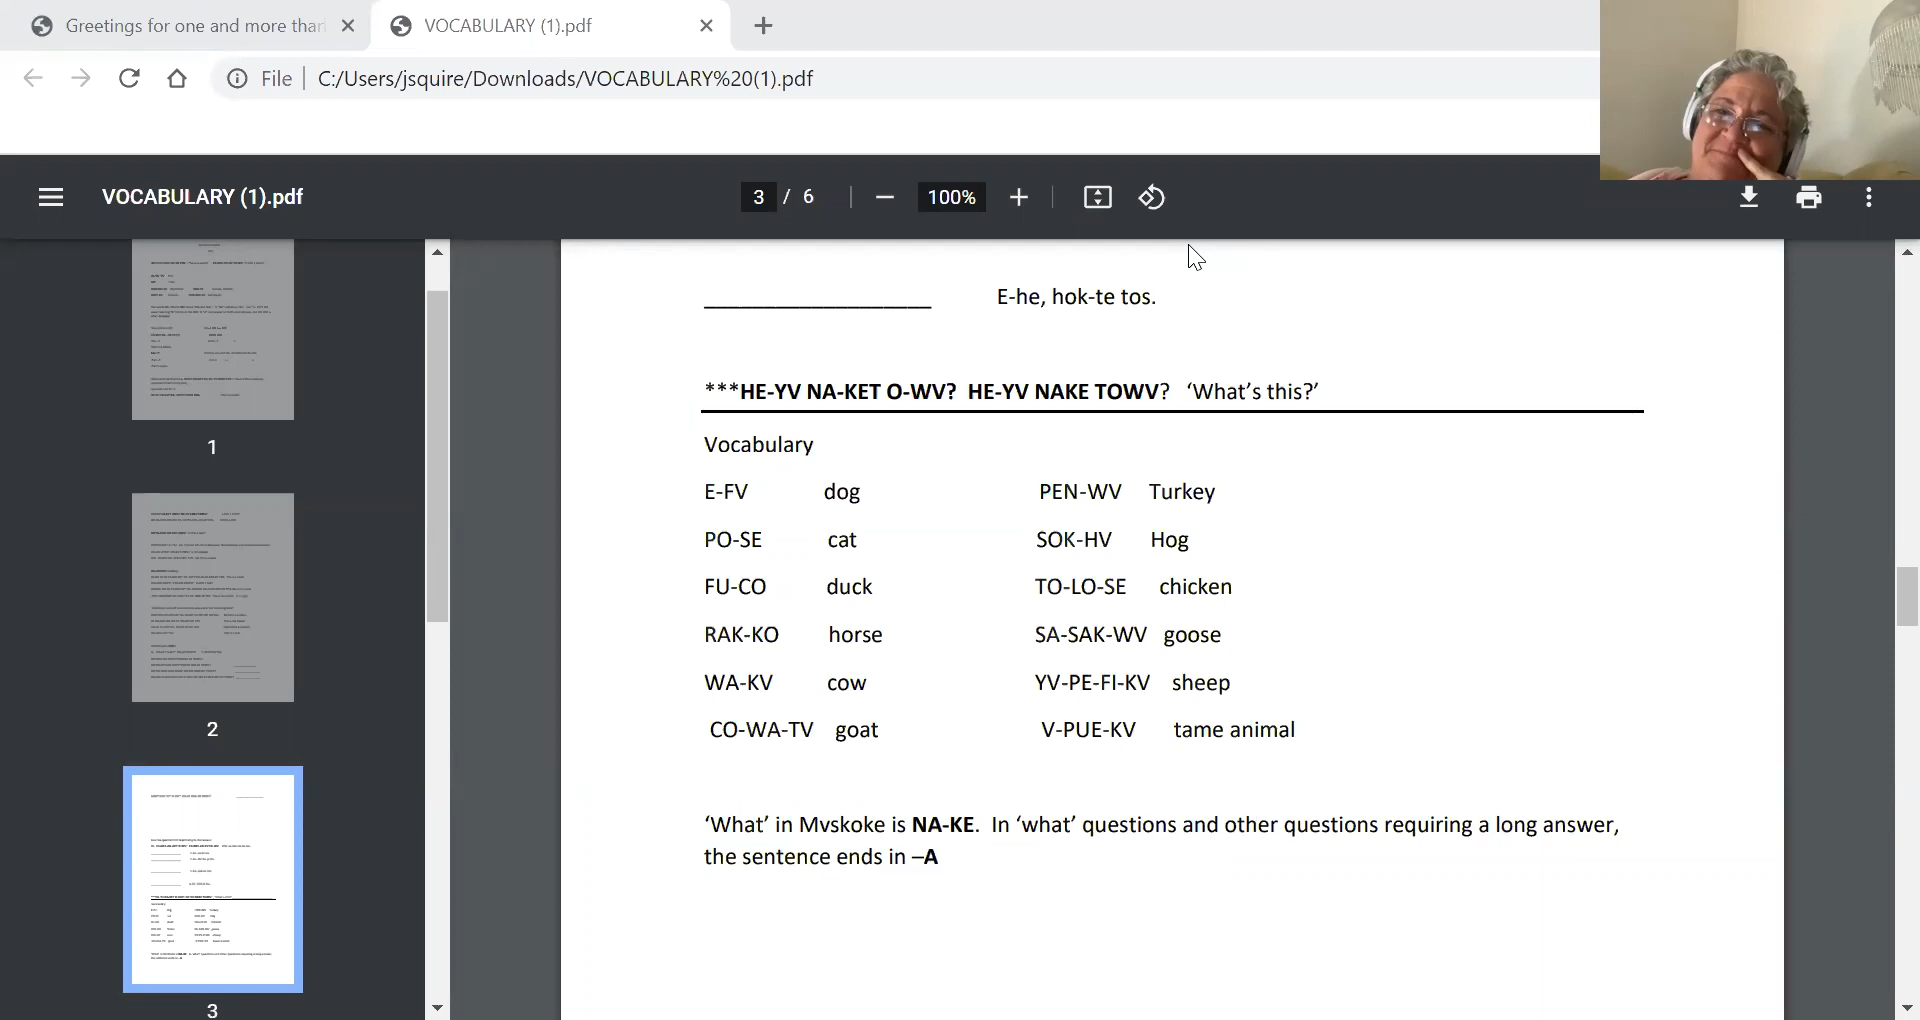 Greetings for one and more than
VOCABULARY (1).pdf
File C:/Users/jsquire/Downloads/VOCABULARY%20(1).pdf
VOCABULARY (1).pdf 3 / 6 100%
1
2
3
____________________ E-he, hok-te tos.
***HE-YV NA-KET O-WV? HE-YV NAKE TOWV? ‘What’s this?’
Vocabulary
E-FV dog PEN-WV Turkey
PO-SE cat SOK-HV Hog
FU-CO duck TO-LO-SE chicken
RAK-KO horse SA-SAK-WV goose
WA-KV cow YV-PE-FI-KV sheep
CO-WA-TV goat V-PUE-KV tame animal
‘What’ in Mvskoke is NA-KE. In ‘what’ questions and other questions requiring a long answer,
the sentence ends in –A